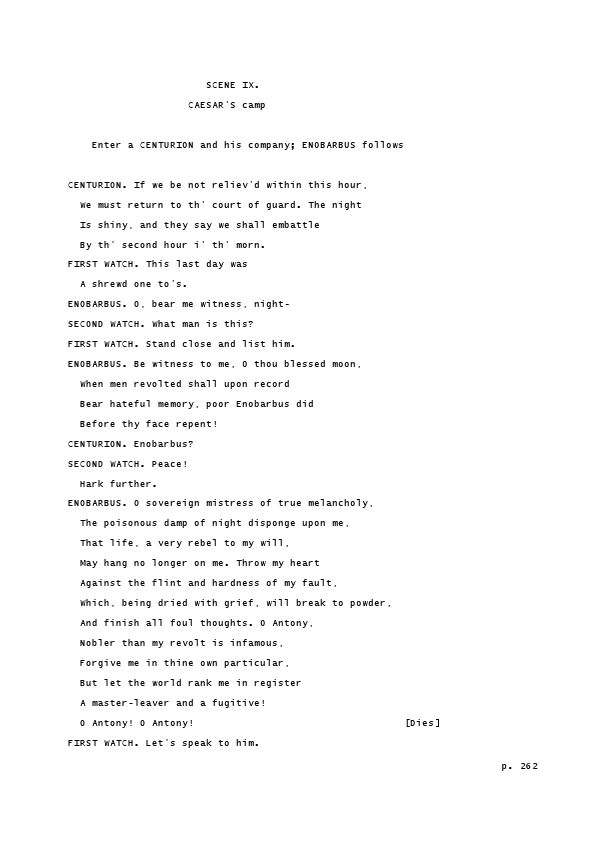 SCENE IX.
CAESAR'S camp
Enter a CENTURION and his company; ENOBARBUS follows
CENTURION. If we be not reliev'd within this hour,
We must return to th' court of guard. The night
Is shiny, and they say we shall embattle
By th' second hour i' th' morn.
FIRST WATCH. This last day was
A shrewd one to's.
ENOBARBUS. O, bear me witness, night-
SECOND WATCH. What man is this?
FIRST WATCH. Stand close and list him.
ENOBARBUS. Be witness to me, O thou blessed moon,
When men revolted shall upon record
Bear hateful memory, poor Enobarbus did
Before thy face repent!
CENTURION. Enobarbus?
SECOND WATCH. Peace!
Hark further.
ENOBARBUS. O sovereign mistress of true melancholy,
The poisonous damp of night disponge upon me,
That life, a very rebel to my will,
May hang no longer on me. Throw my heart
Against the flint and hardness of my fault,
Which, being dried with grief, will break to powder,
And finish all foul thoughts. O Antony,
Nobler than my revolt is infamous,
Forgive me in thine own particular,
But let the world rank me in register
A master-leaver and a fugitive!
O Antony! O Antony! [Dies]
FIRST WATCH. Let's speak to him.
p. 262